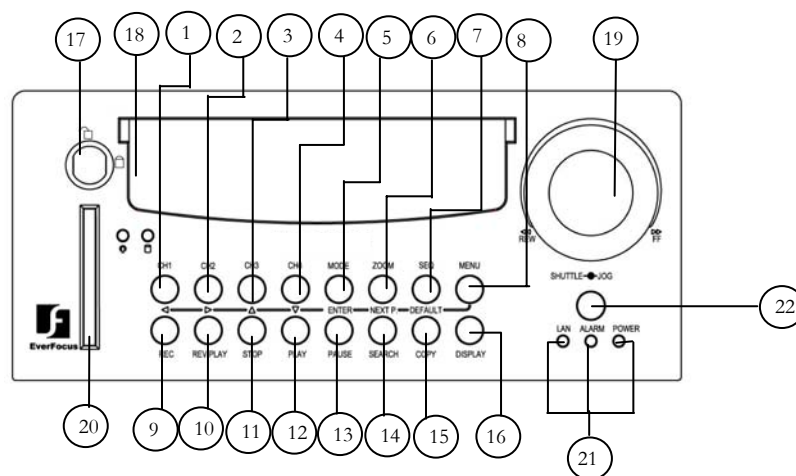 1 2 3 4 5 6 7 8
17 18 19
REW FF
CH1 CH2 CH3 CH4 MODE ZOOM SEQ MENU
SHUTTLE JOG
ENTER NEXT P. DEFAULT
22
LAN ALARM POWER
EverFocus
REC REV.PLAY STOP PLAY PAUSE SEARCH COPY DISPLAY
20 9 10 11 12 13 14 15 16 21